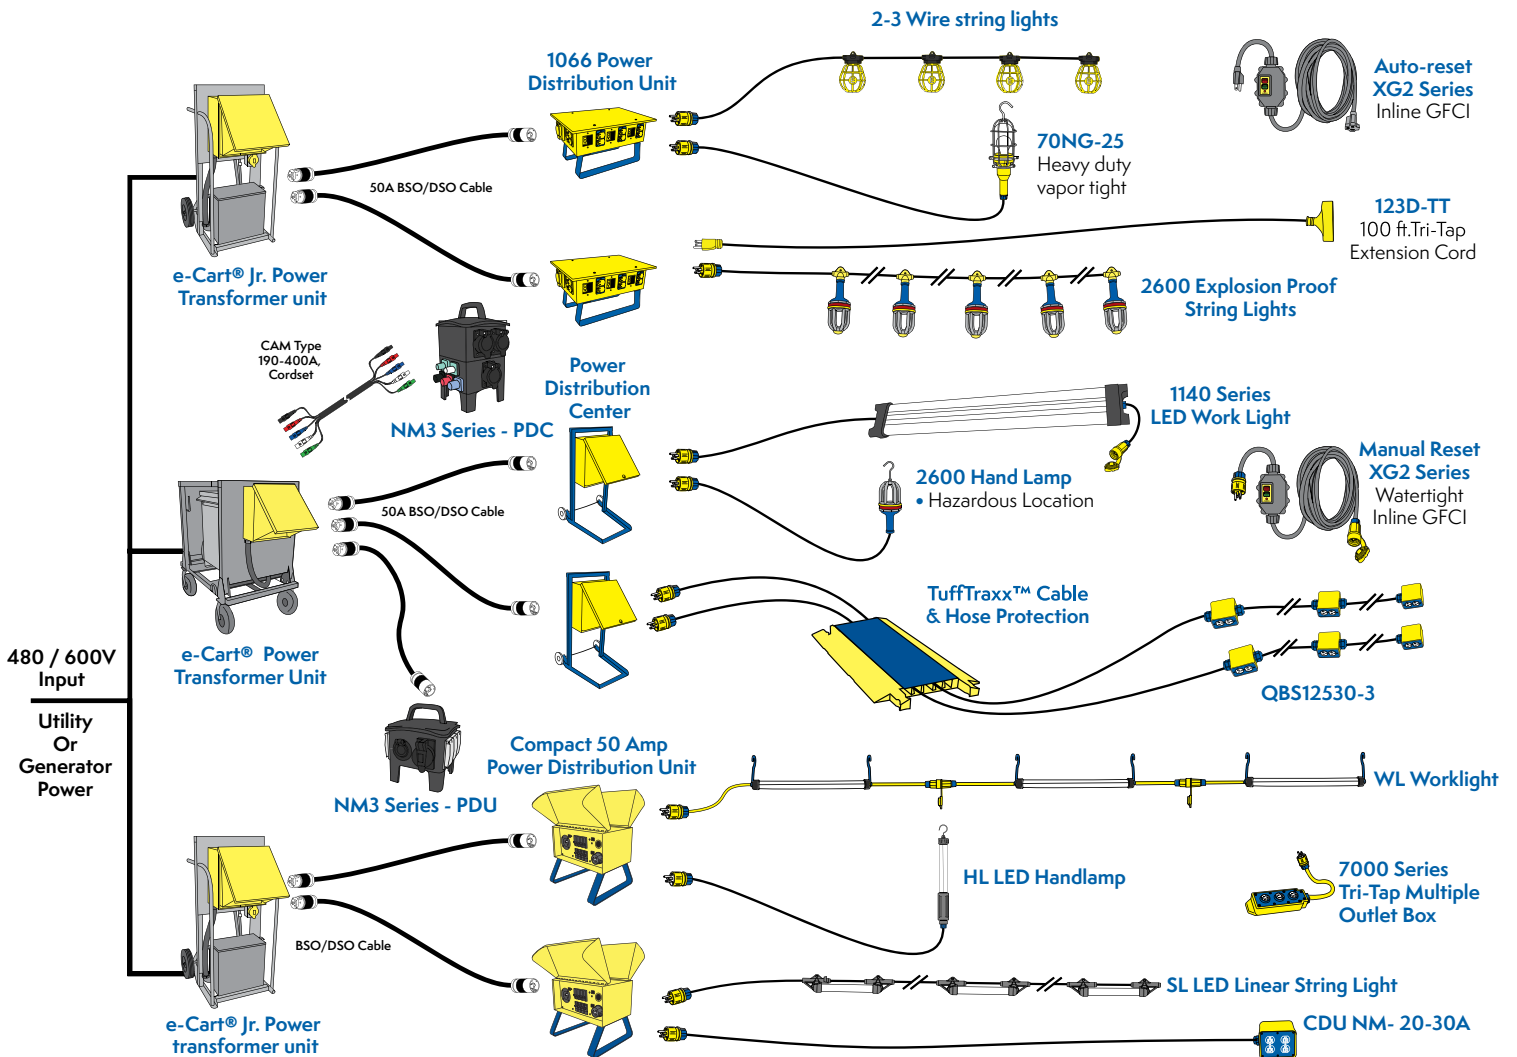 2-3 Wire string lights
1066 Power
Distribution Unit
Auto-reset
XG2 Series
Inline GFCI
70NG-25
Heavy duty
vapor tight
50A BSO/DSO Cable
123D-TT
100 ft.Tri-Tap
Extension Cord
e-Cart® Jr. Power
Transformer unit
2600 Explosion Proof
String Lights
CAM Type
190-400A,
Cordset
NM3 Series - PDC
Power
Distribution
Center
1140 Series
LED Work Light
2600 Hand Lamp
• Hazardous Location
Manual Reset
XG2 Series
Watertight
Inline GFCI
50A BSO/DSO Cable
TuffTraxx™ Cable
& Hose Protection
e-Cart® Power
Transformer Unit
480 / 600V
Input
Utility
Or
Generator
Power
QBS12530-3
NM3 Series - PDU
Compact 50 Amp
Power Distribution Unit
WL Worklight
HL LED Handlamp
7000 Series
Tri-Tap Multiple
Outlet Box
BSO/DSO Cable
SL LED Linear String Light
e-Cart® Jr. Power
transformer unit
CDU NM- 20-30A